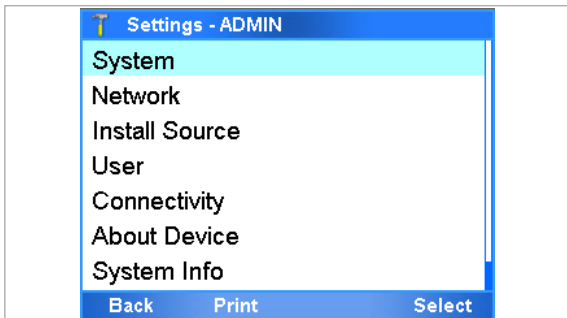 Settings - ADMIN
System
Network
Install Source
User
Connectivity
About Device
System Info
Back Print Select